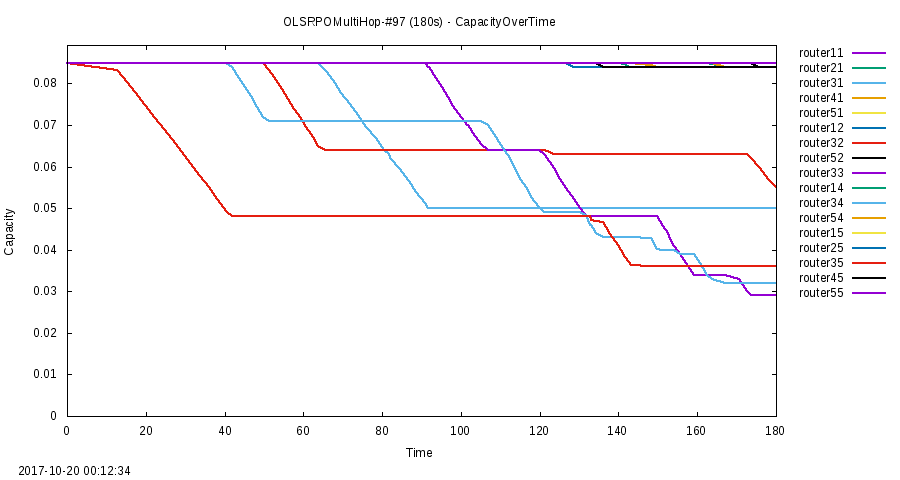 OLSRPOMultiHop-#97 (180s) - CapacityOverTime
router11
router21
router31
router41
router51
router12
router32
router52
router33
router14
router34
router54
router15
router25
router35
router45
router55
0.08
0.07
0.06
0.05
0.04
0.03
0.02
0.01
0
Capacity
0 20 40 60 80 100 120 140 160 180
Time
2017-10-20 00:12:34